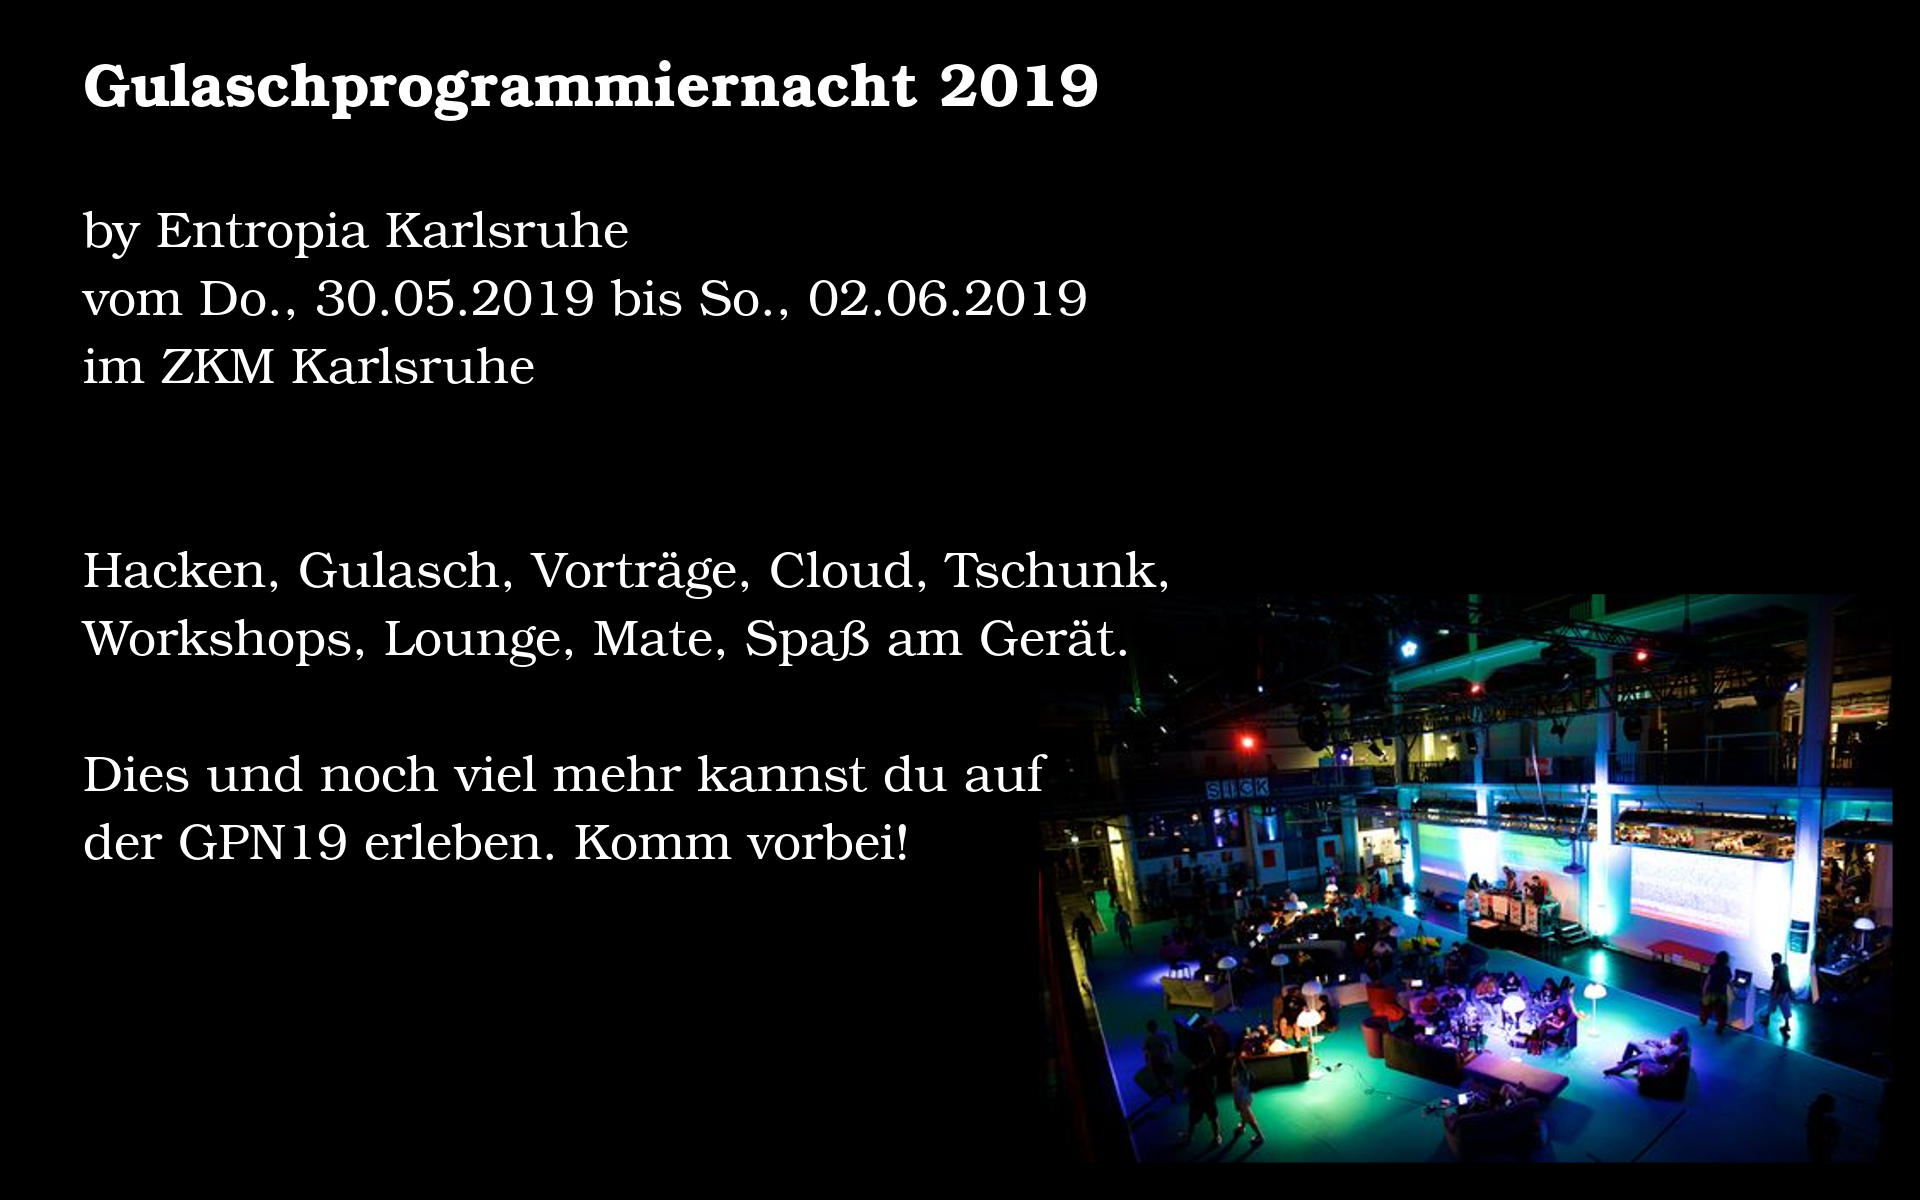 Gulaschprogrammiernacht 2019
by Entropia Karlsruhe
vom Do., 30.05.2019 bis So., 02.06.2019
im ZKM Karlsruhe
Hacken, Gulasch, Vorträge, Cloud, Tschunk,
Workshops, Lounge, Mate, Spaß am Gerät.
Dies und noch viel mehr kannst du auf
der GPN19 erleben. Komm vorbei!
SICK